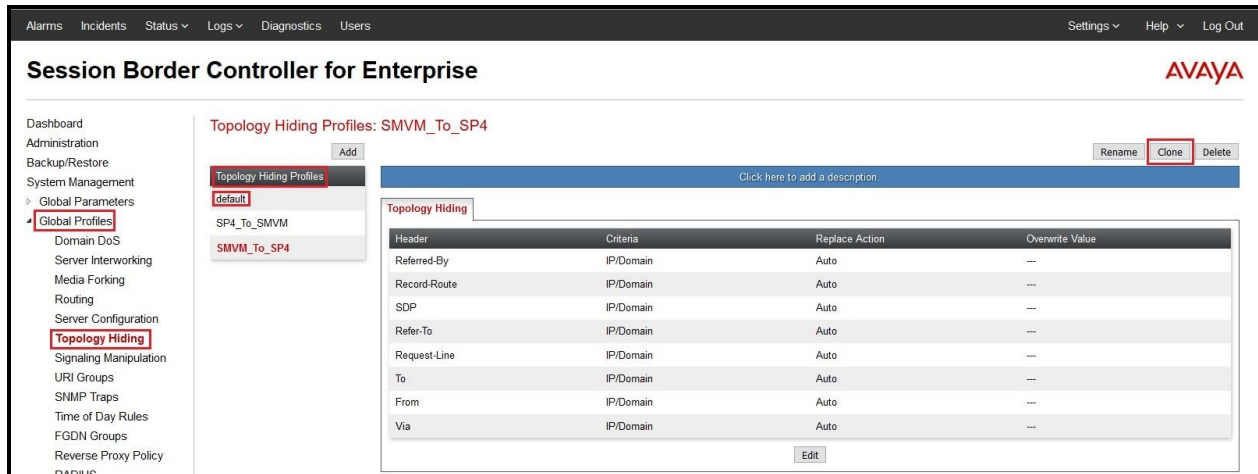 Alarms Incidents Status Logs Diagnostics Users Settings Help Log Out
Session Border Controller for Enterprise
AVAYA
Dashboard
Administration
Backup/Restore
System Management
Global Parameters
Global Profiles
Domain DoS
Server Interworking
Media Forking
Routing
Server Configuration
Topology Hiding
Signaling Manipulation
URI Groups
SNMP Traps
Time of Day Rules
FGDN Groups
Reverse Proxy Policy
RADIUS
Topology Hiding Profiles: SMVM_To_SP4
Add
Rename Clone Delete
Topology Hiding Profiles
default
SP4_To_SMVM
SMVM_To_SP4
Click here to add a description.
Topology Hiding
Header Criteria Replace Action Overwrite Value
Referred-By IP/Domain Auto ---
Record-Route IP/Domain Auto ---
SDP IP/Domain Auto ---
Refer-To IP/Domain Auto ---
Request-Line IP/Domain Auto ---
To IP/Domain Auto ---
From IP/Domain Auto ---
Via IP/Domain Auto ---
Edit